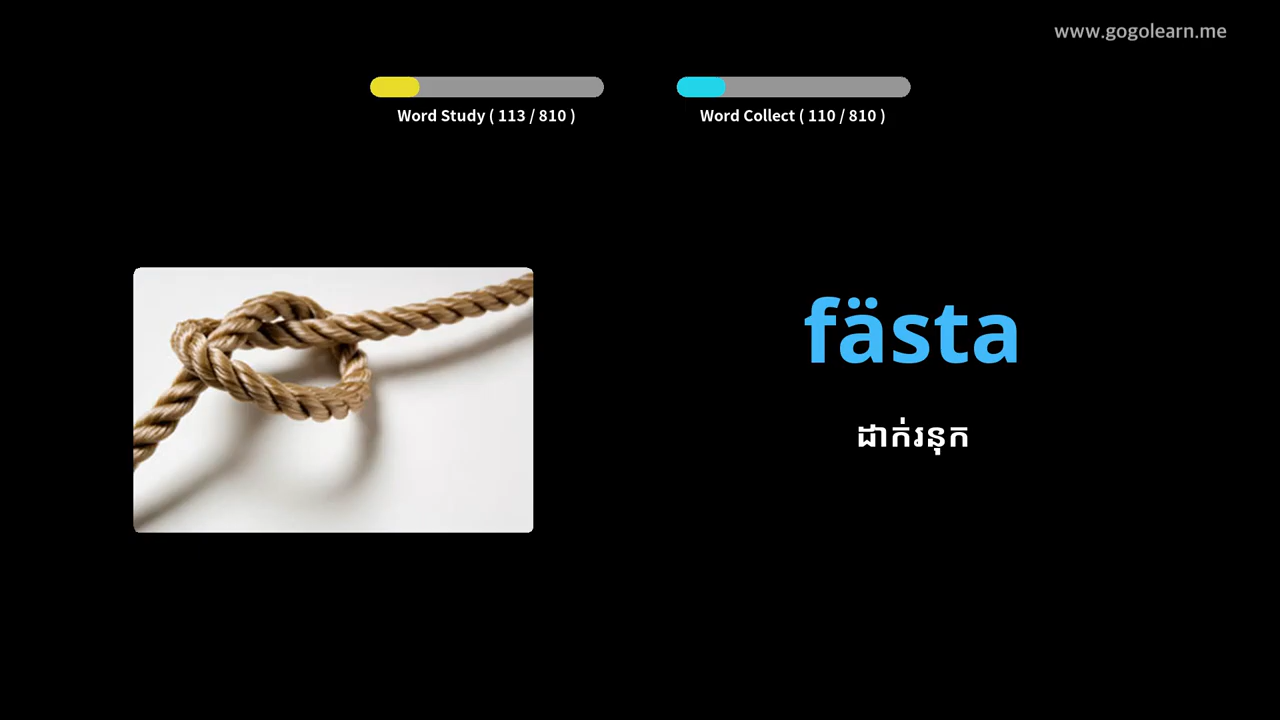 www.gogolearn.me
Word Study ( 113 / 810 )
Word Collect ( 110 / 810 )
fästa
ដាក់រនុក